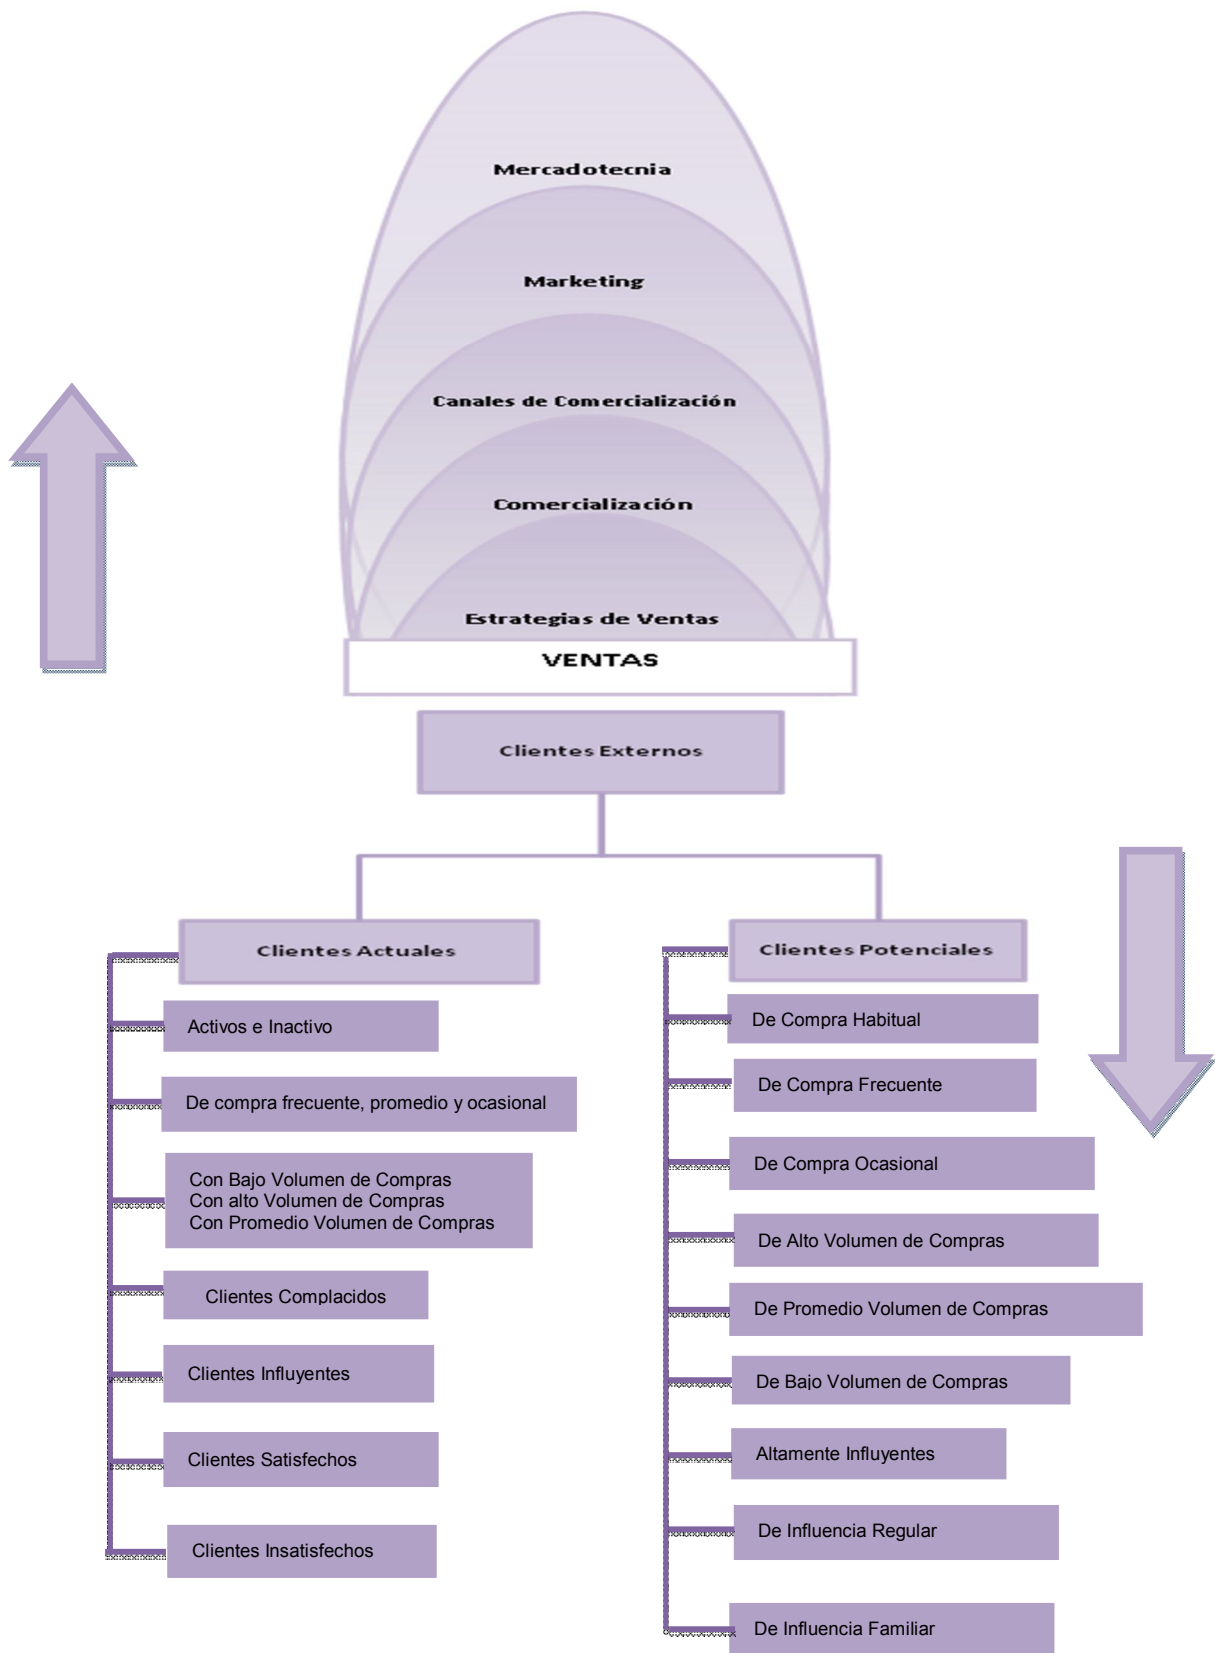 Mercadotecnia
Marketing
Canales de Comercialización
Comercialización
Estrategias de Ventas
VENTAS
Clientes Externos
Clientes Actuales
Activos e Inactivo
De compra frecuente, promedio y ocasional
Con Bajo Volumen de Compras
Con alto Volumen de Compras
Con Promedio Volumen de Compras
Clientes Complacidos
Clientes Influyentes
Clientes Satisfechos
Clientes Insatisfechos
Clientes Potenciales
De Compra Habitual
De Compra Frecuente
De Compra Ocasional
De Alto Volumen de Compras
De Promedio Volumen de Compras
De Bajo Volumen de Compras
Altamente Influyentes
De Influencia Regular
De Influencia Familiar